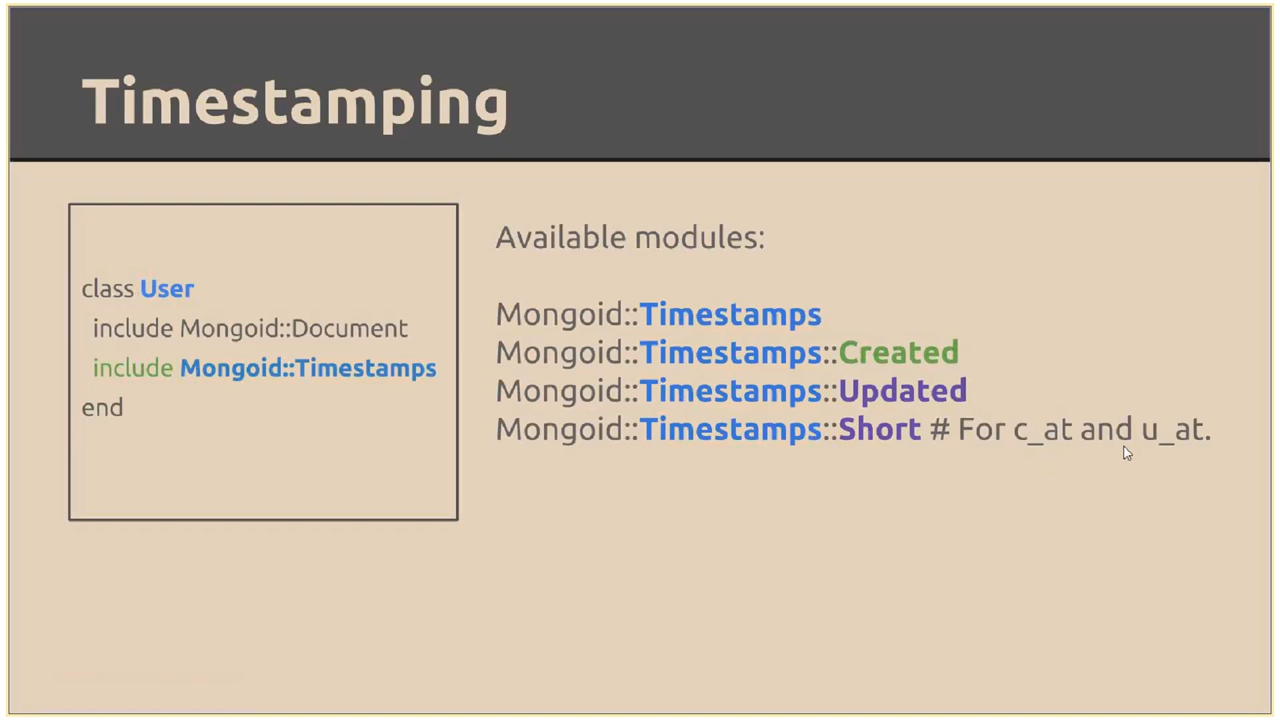 Timestamping
class User
include Mongoid::Document
include Mongoid::Timestamps
end
Available modules:
Mongoid::Timestamps
Mongoid::Timestamps::Created
Mongoid::Timestamps::Updated
Mongoid::Timestamps::Short # For c_at and u_at.